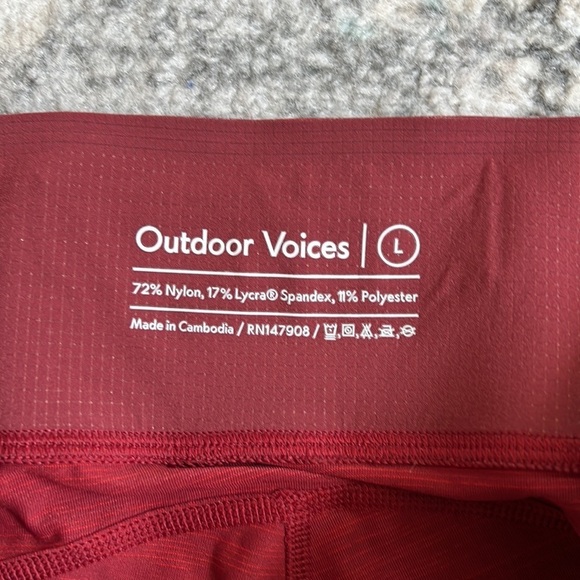 Outdoor Voices | L
72% Nylon, 17% Lycra® Spandex, 11% Polyester
Made in Cambodia / RN147908 /